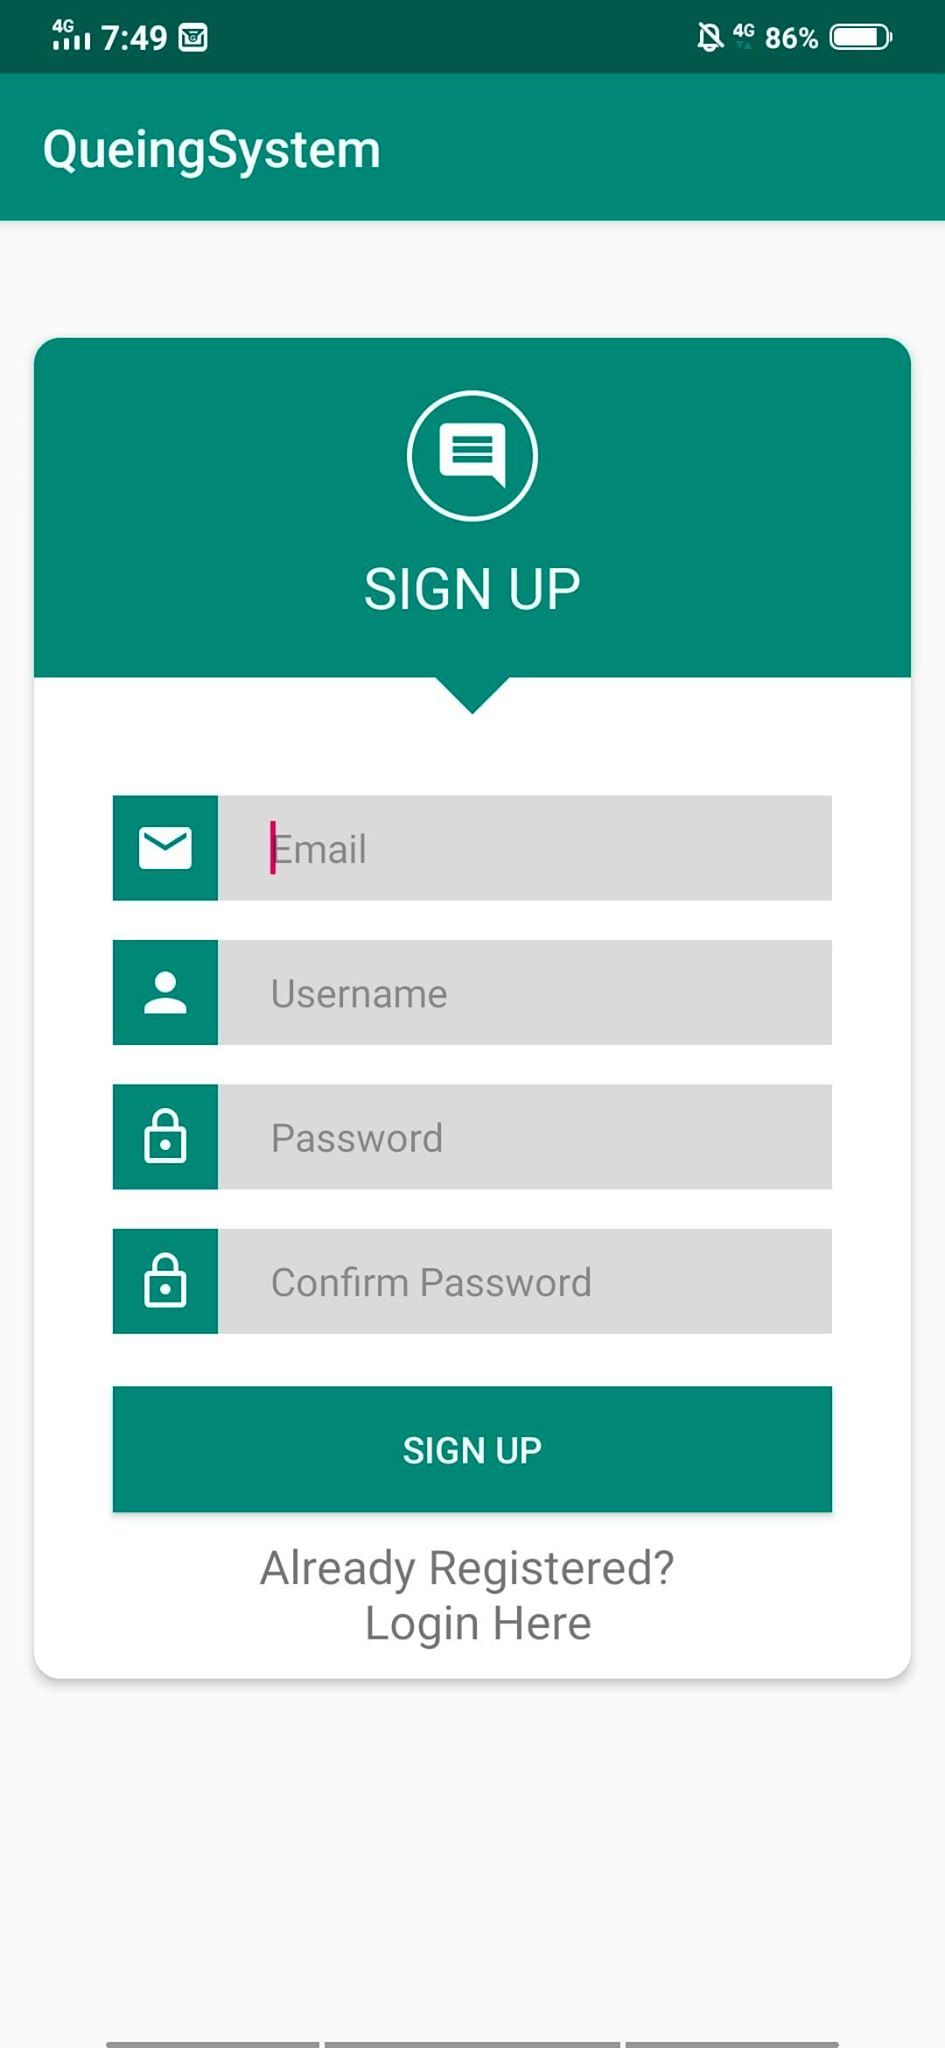 4G 7:49 4G 86%
QueingSystem
SIGN UP
Email
Username
Password
Confirm Password
SIGN UP
Already Registered?
Login Here